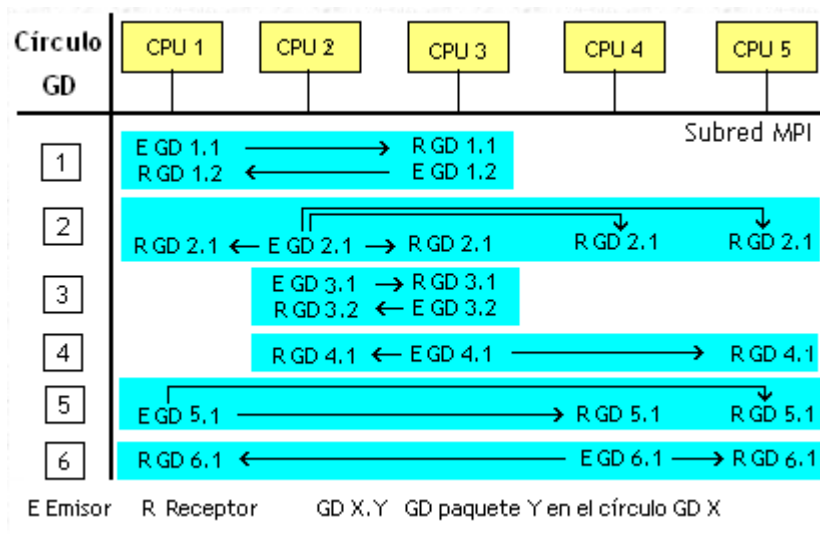 Círculo GD
CPU 1 CPU 2 CPU 3 CPU 4 CPU 5
Subred MPI
1
E GD 1.1 R GD 1.1
R GD 1.2 E GD 1.2
2
R GD 2.1 E GD 2.1 R GD 2.1 R GD 2.1 R GD 2.1
3
E GD 3.1 R GD 3.1
R GD 3.2 E GD 3.2
4
R GD 4.1 E GD 4.1 R GD 4.1
5
E GD 5.1 R GD 5.1 R GD 5.1
6
R GD 6.1 E GD 6.1 R GD 6.1
E Emisor R Receptor GD X.Y GD paquete Y en el círculo GD X